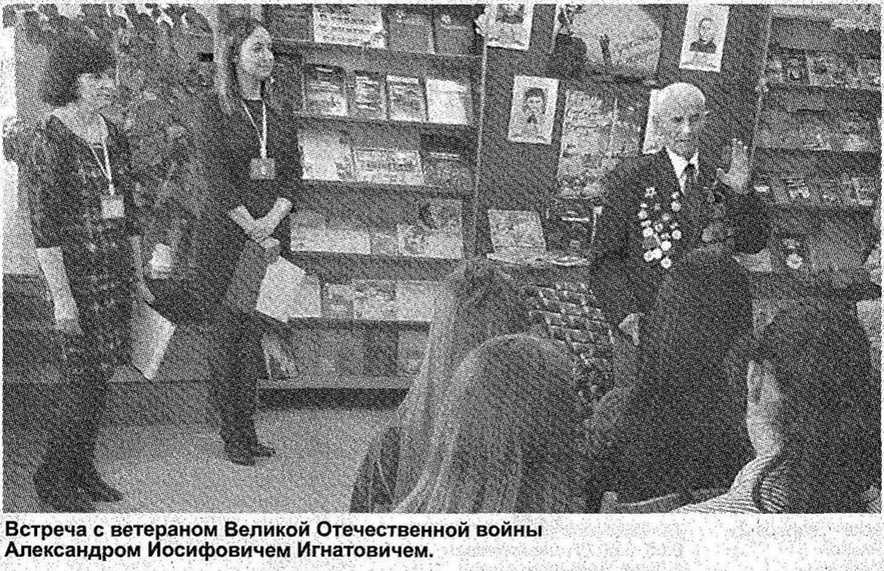 Встреча с ветераном Великой Отечественной войны
Александром Иосифовичем Игнатовичем.